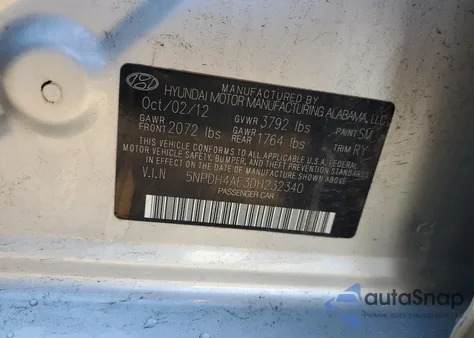 MANUFACTURED BY
HYUNDAI MOTOR MANUFACTURING ALABAMA, LLC
Oct/02/12 GVWR 3792 lbs PAINT SM
GAWR FRONT 2072 lbs GAWR REAR 1764 lbs TRIM RY
THIS VEHICLE CONFORMS TO ALL APPLICABLE U.S. FEDERAL
MOTOR VEHICLE SAFETY, BUMPER, AND THEFT PREVENTION
STANDARDS IN EFFECT ON THE DATE OF MANUFACTURE SHOWN ABOVE.
V.I.N 5NPDH4AE3DH232340
PASSENGER CAR
autaSnap